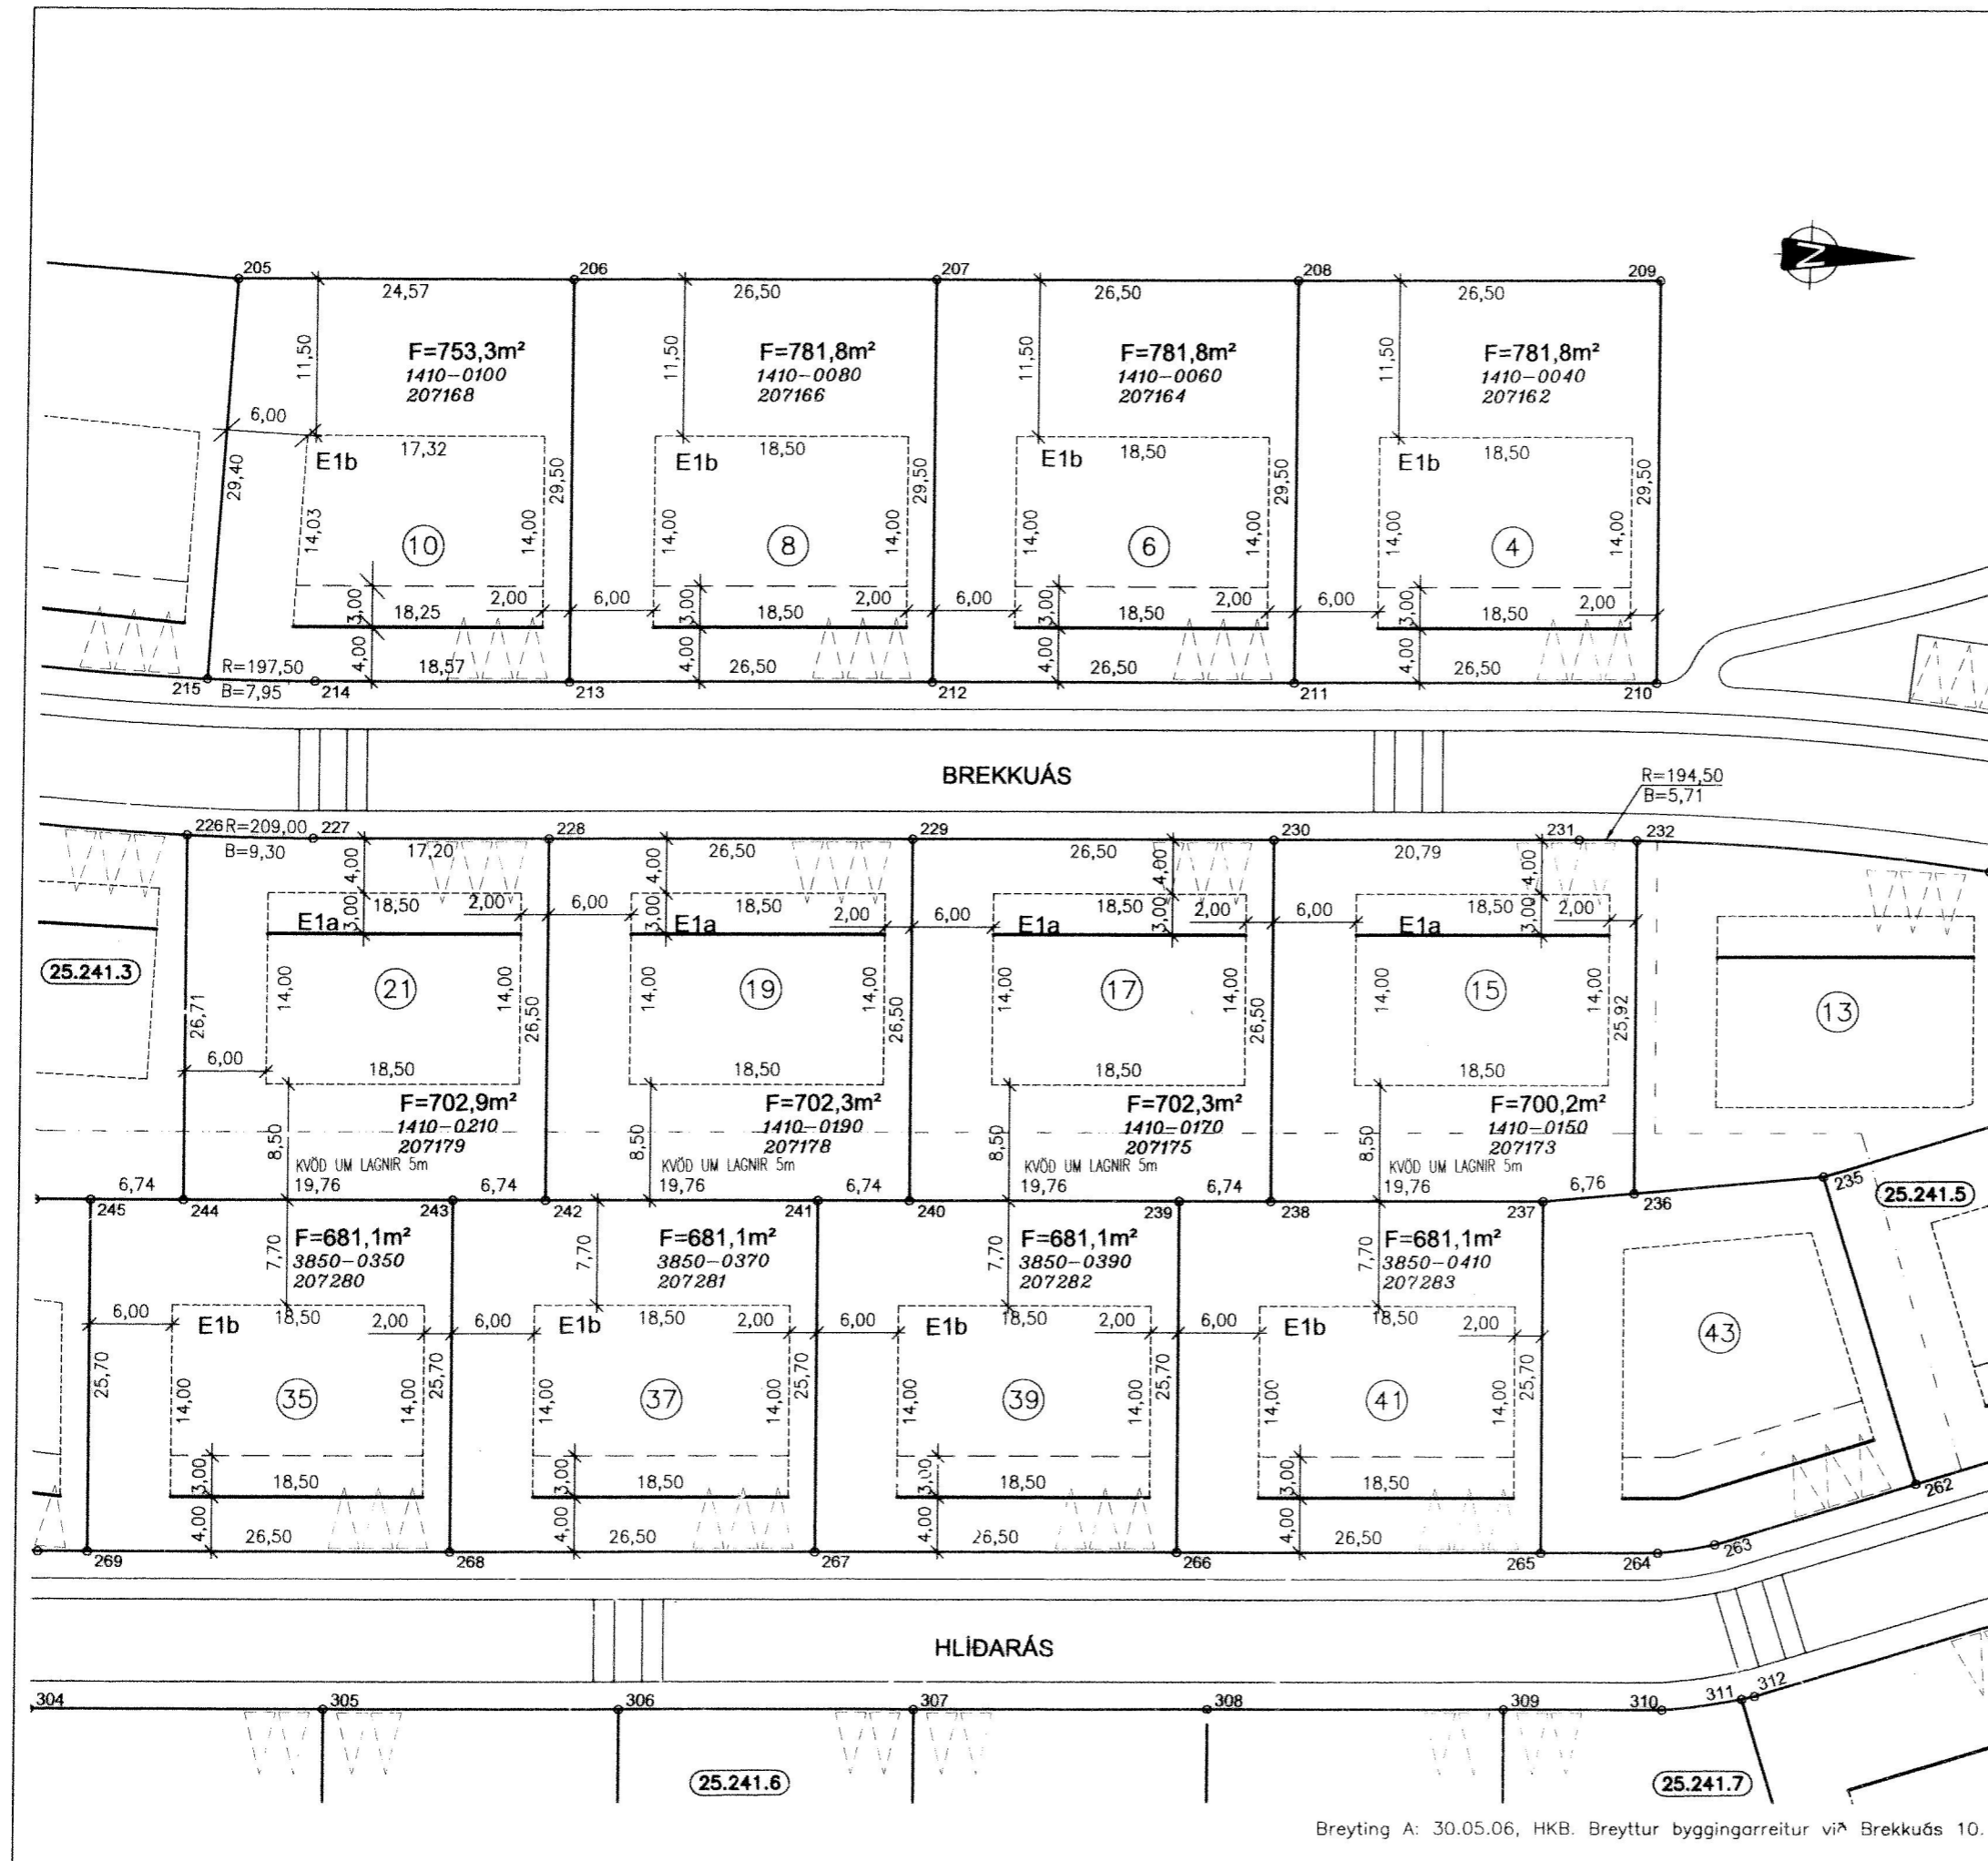 205 206 207 208 209
24,57 26,50 26,50 26,50
N
11,50 11,50 11,50 11,50
F=753,3m² F=781,8m² F=781,8m² F=781,8m²
1410-0100 1410-0080 1410-0060 1410-0040
207168 207166 207164 207162
6,00
17,32 18,50 18,50 18,50
E1b E1b E1b E1b
29,40 29,50 29,50 29,50 29,50
14,03 14,00 14,00 14,00 14,00 14,00 14,00 14,00
10 8 6 4
3,00 18,25 2,00 6,00 3,00 18,50 2,00 6,00 3,00 18,50 2,00 6,00 3,00 18,50 2,00
4,00 4,00 4,00 4,00
R=197,50 18,57 26,50 26,50 26,50
215 B=7,95 214 213 212 211 210
BREKKUÁS
R=194,50
B=5,71
226 R=209,00 227 228 229 230 231 232
B=9,30 17,20 26,50 26,50 20,79
4,00 4,00 4,00 4,00
18,50 2,00 6,00 18,50 2,00 6,00 18,50 2,00 6,00 18,50 2,00
E1a 3,00 3,00 E1a E1a 3,00 E1a 3,00
25.241.3
14,00 21 14,00 14,00 19 14,00 14,00 17 14,00 14,00 15 14,00 13
26,71 26,50 26,50 26,50 25,92
6,00
18,50 18,50 18,50 18,50
F=702,9m² F=702,3m² F=702,3m² F=700,2m²
1410-0210 1410-0190 1410-0170 1410-0150
207179 207178 207175 207173
8,50 8,50 8,50 8,50
KVÖÐ UM LAGNIR 5m KVÖÐ UM LAGNIR 5m KVÖÐ UM LAGNIR 5m KVÖÐ UM LAGNIR 5m
6,74 19,76 6,74 19,76 6,74 19,76 6,74 19,76 6,76
245 244 243 242 241 240 239 238 237 236 235
25.241.5
F=681,1m² F=681,1m² F=681,1m² F=681,1m²
3850-0350 3850-0370 3850-0390 3850-0410
207280 207281 207282 207283
7,70 7,70 7,70 7,70
6,00 E1b 18,50 2,00 6,00 E1b 18,50 2,00 6,00 E1b 18,50 2,00 6,00 E1b 18,50 2,00
43
25,70 25,70 25,70 25,70 25,70
14,00 35 14,00 14,00 37 14,00 14,00 39 14,00 14,00 41 14,00
3,00 18,50 3,00 18,50 3,00 18,50 3,00 18,50
4,00 26,50 4,00 26,50 4,00 26,50 4,00 26,50
269 268 267 266 265 264 263 262
HLÍÐARÁS
304 305 306 307 308 309 310 311 312
25.241.6
25.241.7
Breyting A: 30.05.06, HKB. Breyttur byggingarreitur við Brekkuás 10.